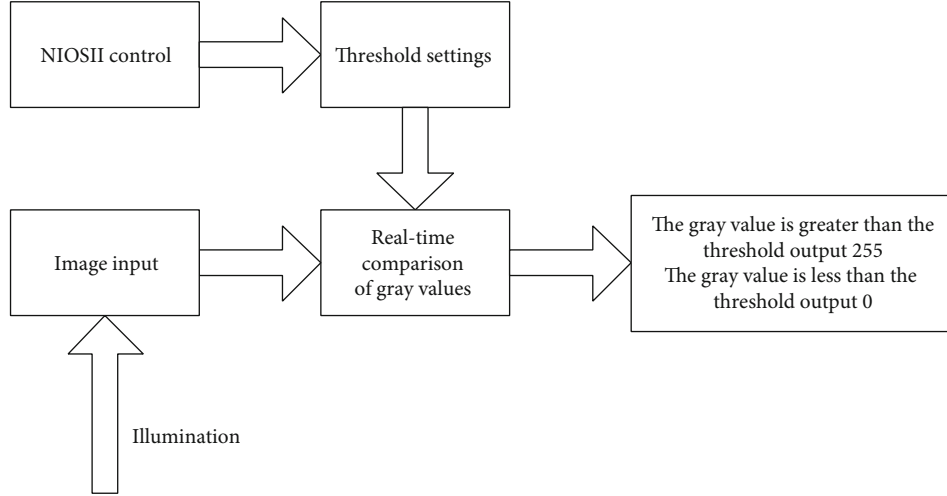 NIOSII control
Threshold settings
Image input
Real-time
comparison
of gray values
The gray value is greater than the
threshold output 255
The gray value is less than the
threshold output 0
Illumination